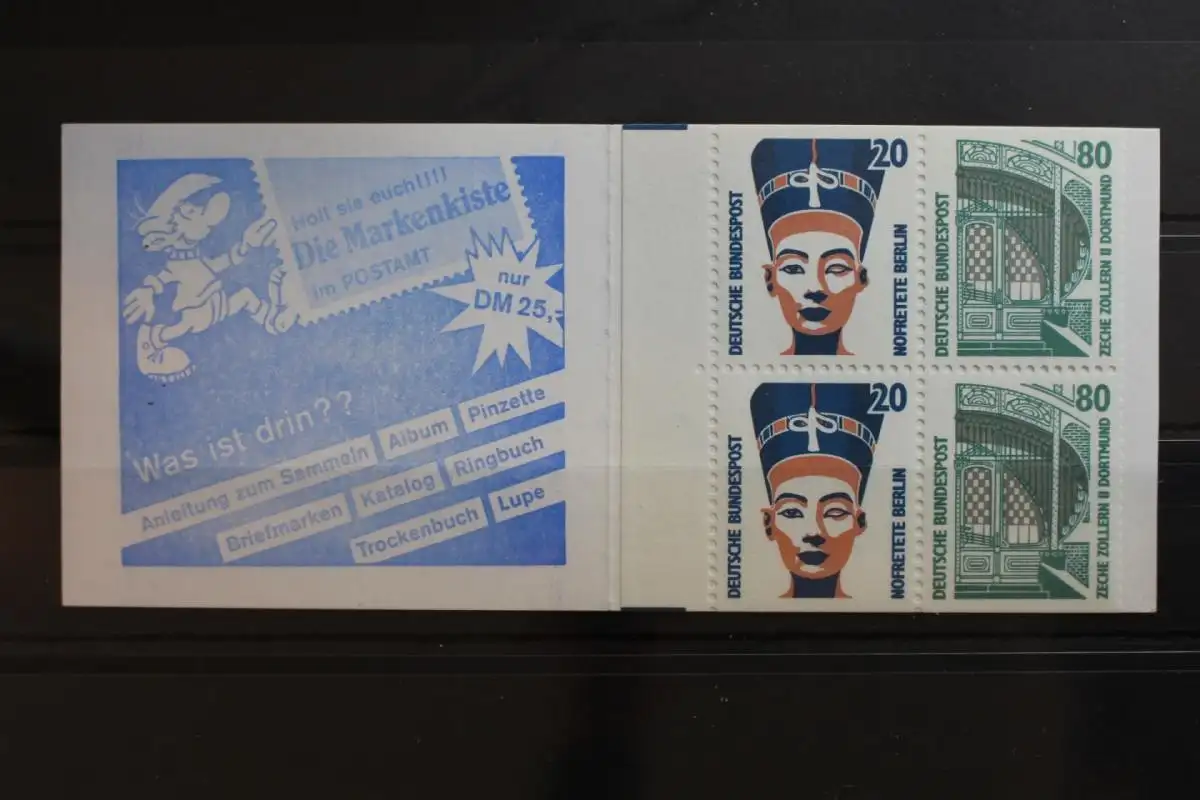 Holt sie euch!!!!
Die Markenkiste
im POSTAMT
nur
DM 25,-
Was ist drin??
Anleitung zum Sammeln Album Pinzette
Briefmarken Katalog Ringbuch
Trockenbuch Lupe
20
DEUTSCHE BUNDESPOST
NOFRETETE BERLIN
80
DEUTSCHE BUNDESPOST
ZECHE ZOLLERN II DORTMUND
20
DEUTSCHE BUNDESPOST
NOFRETETE BERLIN
80
DEUTSCHE BUNDESPOST
ZECHE ZOLLERN II DORTMUND